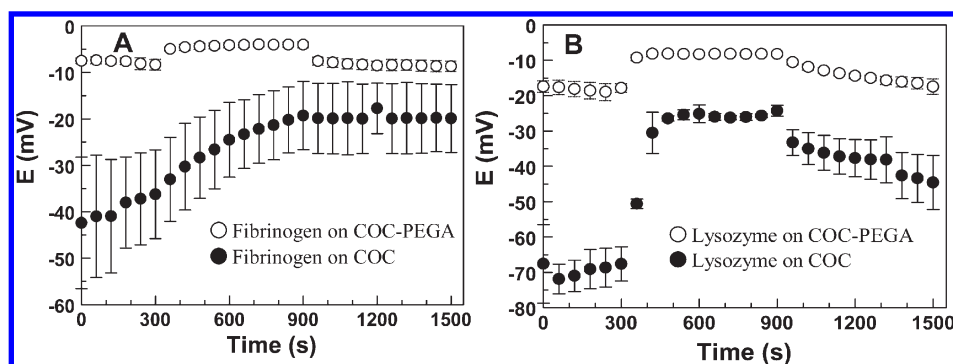 A
E (mV)
0
-10
-20
-30
-40
-50
-60
Fibrinogen on COC-PEGA
Fibrinogen on COC
0 300 600 900 1200 1500
Time (s)
B
E (mV)
0
-10
-20
-30
-40
-50
-60
-70
-80
Lysozyme on COC-PEGA
Lysozyme on COC
0 300 600 900 1200 1500
Time (s)